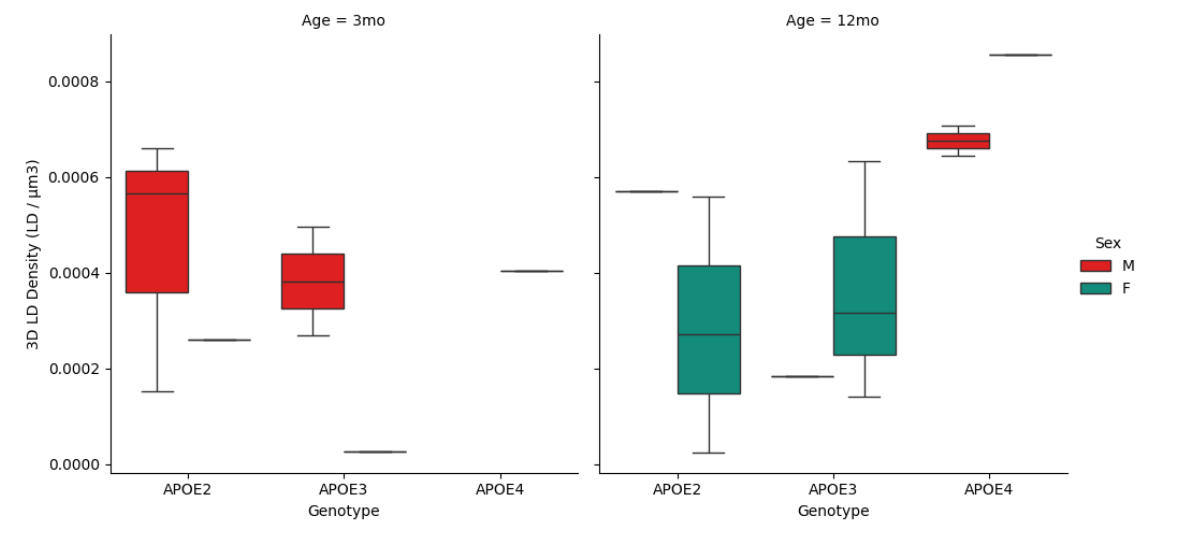 Age = 3mo
Age = 12mo
3D LD Density (LD / µm3)
0.0008
0.0006
0.0004
0.0002
0.0000
APOE2
APOE3
APOE4
Genotype
APOE2
APOE3
APOE4
Genotype
Sex
M
F